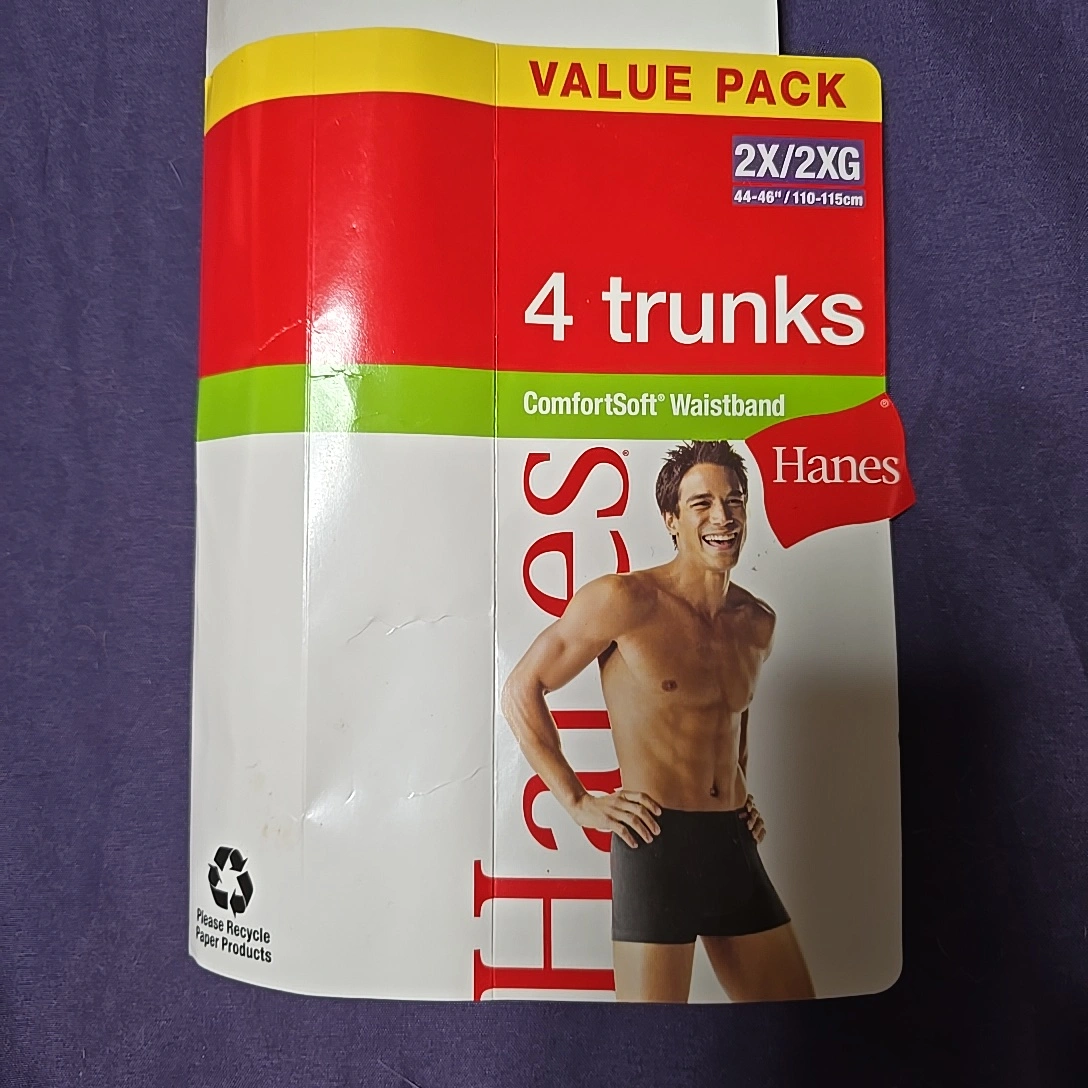 VALUE PACK
2X/2XG
44-46" / 110-115cm
4 trunks
ComfortSoft® Waistband
Hanes®
Hanes®
Please Recycle
Paper Products